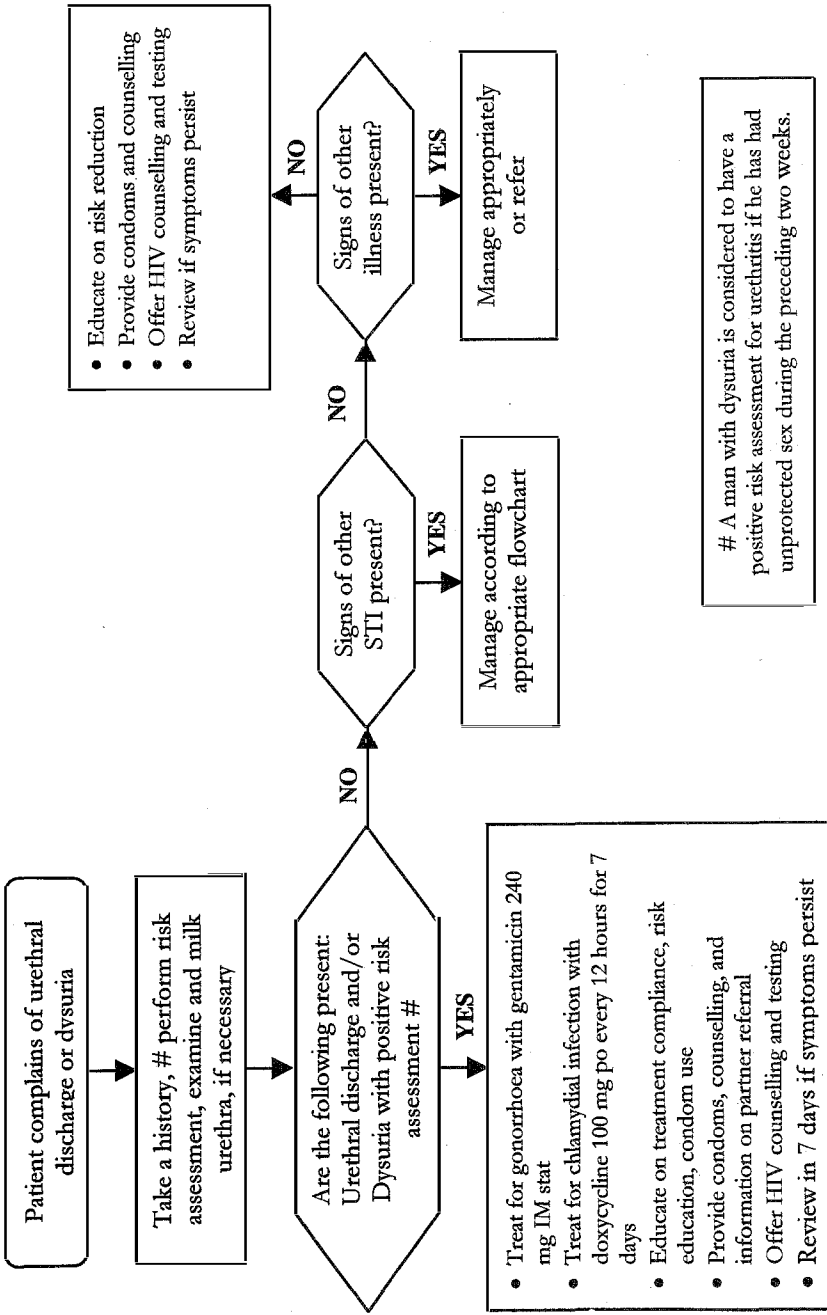 Patient complains of urethral
discharge or dvsuria
Take a history, # perform risk
assessment, examine and milk
urethra, if necessary
Are the following present:
Urethral discharge and/or
Dysuria with positive risk
assessment #
NO
Signs of other
STI present?
NO
Signs of other
illness present?
NO
• Educate on risk reduction
• Provide condoms and counselling
• Offer HIV counselling and testing
• Review if symptoms persist
YES
YES
YES
• Treat for gonorrhoea with gentamicin 240
mg IM stat
• Treat for chlamydial infection with
doxycycline 100 mg po every 12 hours for 7
days
• Educate on treatment compliance, risk
education, condom use
• Provide condoms, counselling, and
information on partner referral
• Offer HIV counselling and testing
• Review in 7 days if symptoms persist
Manage according to
appropriate flowchart
Manage appropriately
or refer
# A man with dysuria is considered to have a
positive risk assessment for urethritis if he has had
unprotected sex during the preceding two weeks.